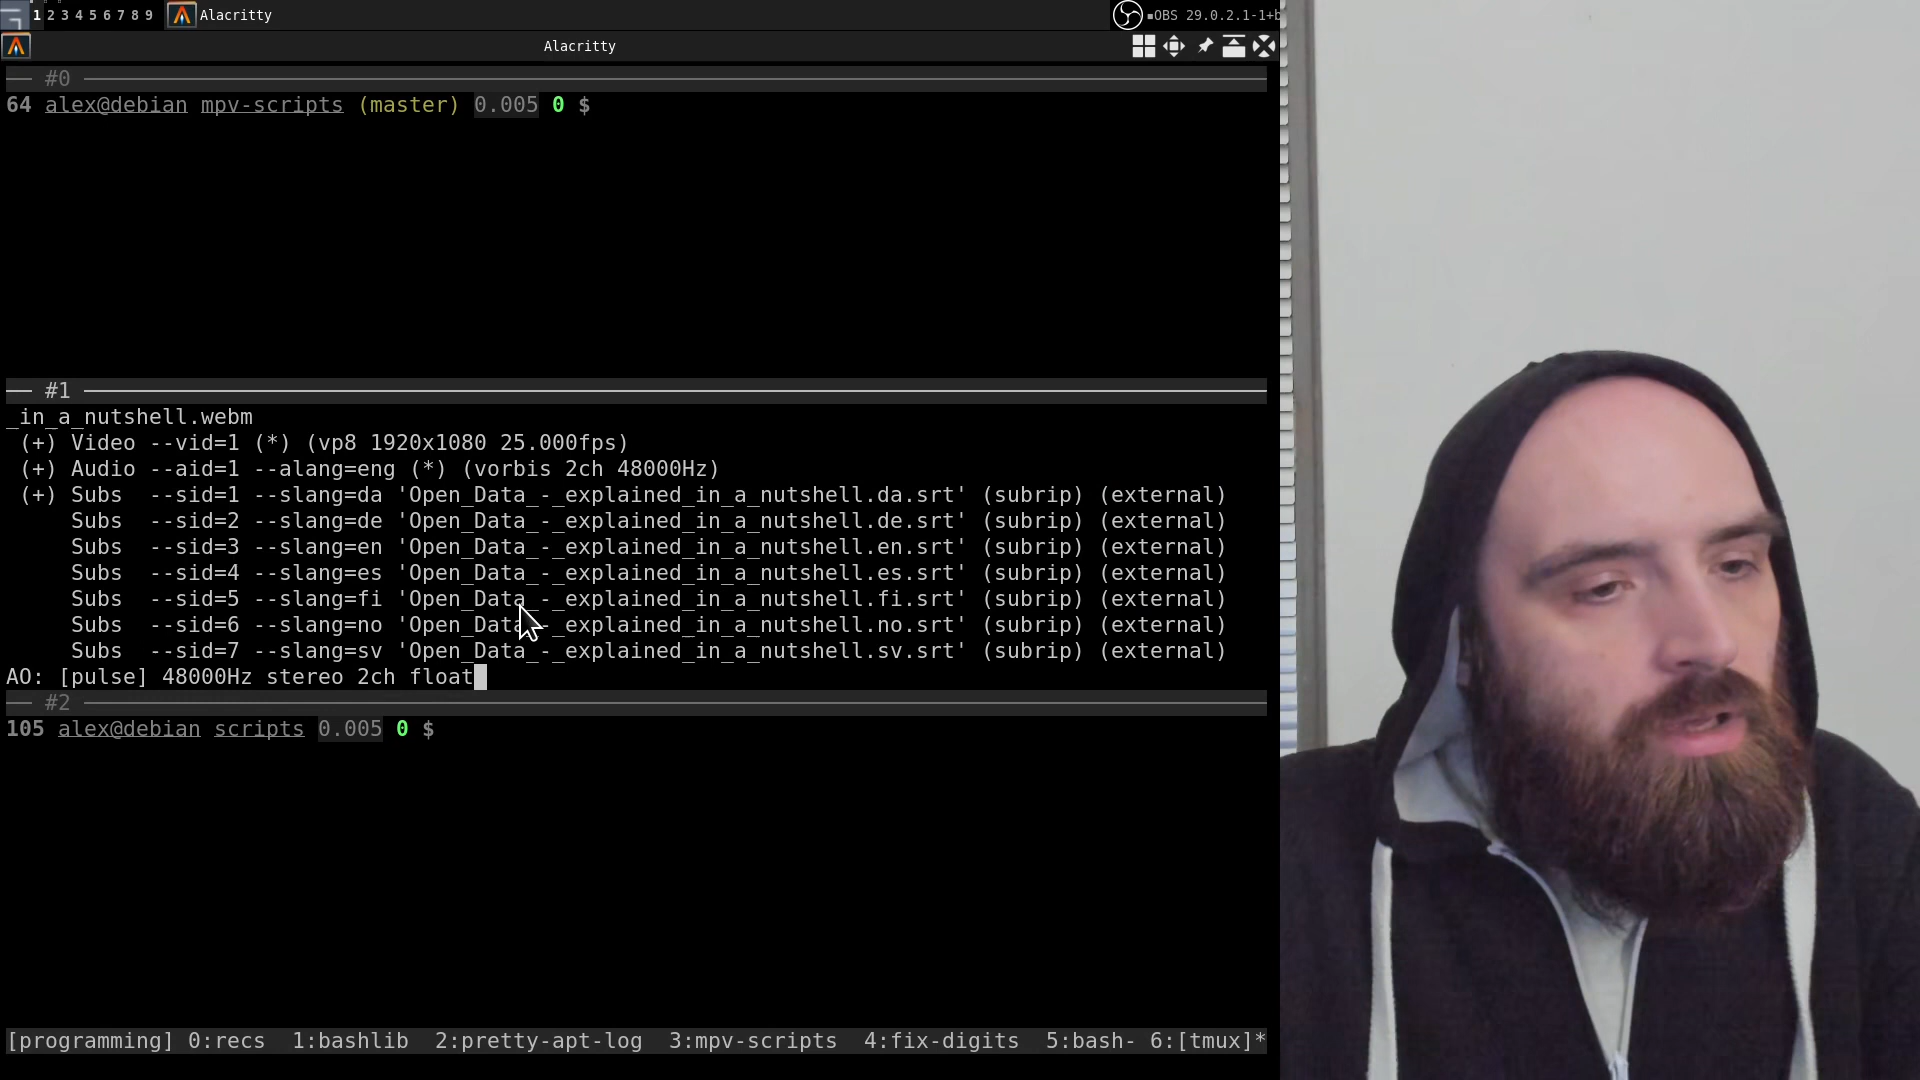 1 2 3 4 5 6 7 8 9 Alacritty OBS 29.0.2.1-1+b
Alacritty
#0
64 alex@debian mpv-scripts (master) 0.005 0 $
#1
_in_a_nutshell.webm
(+) Video --vid=1 (*) (vp8 1920x1080 25.000fps)
(+) Audio --aid=1 --alang=eng (*) (vorbis 2ch 48000Hz)
(+) Subs --sid=1 --slang=da 'Open_Data_-_explained_in_a_nutshell.da.srt' (subrip) (external)
Subs --sid=2 --slang=de 'Open_Data_-_explained_in_a_nutshell.de.srt' (subrip) (external)
Subs --sid=3 --slang=en 'Open_Data_-_explained_in_a_nutshell.en.srt' (subrip) (external)
Subs --sid=4 --slang=es 'Open_Data_-_explained_in_a_nutshell.es.srt' (subrip) (external)
Subs --sid=5 --slang=fi 'Open_Data_-_explained_in_a_nutshell.fi.srt' (subrip) (external)
Subs --sid=6 --slang=no 'Open_Data_-_explained_in_a_nutshell.no.srt' (subrip) (external)
Subs --sid=7 --slang=sv 'Open_Data_-_explained_in_a_nutshell.sv.srt' (subrip) (external)
AO: [pulse] 48000Hz stereo 2ch float
#2
105 alex@debian scripts 0.005 0 $
[programming] 0:recs 1:bashlib 2:pretty-apt-log 3:mpv-scripts 4:fix-digits 5:bash- 6:[tmux]*